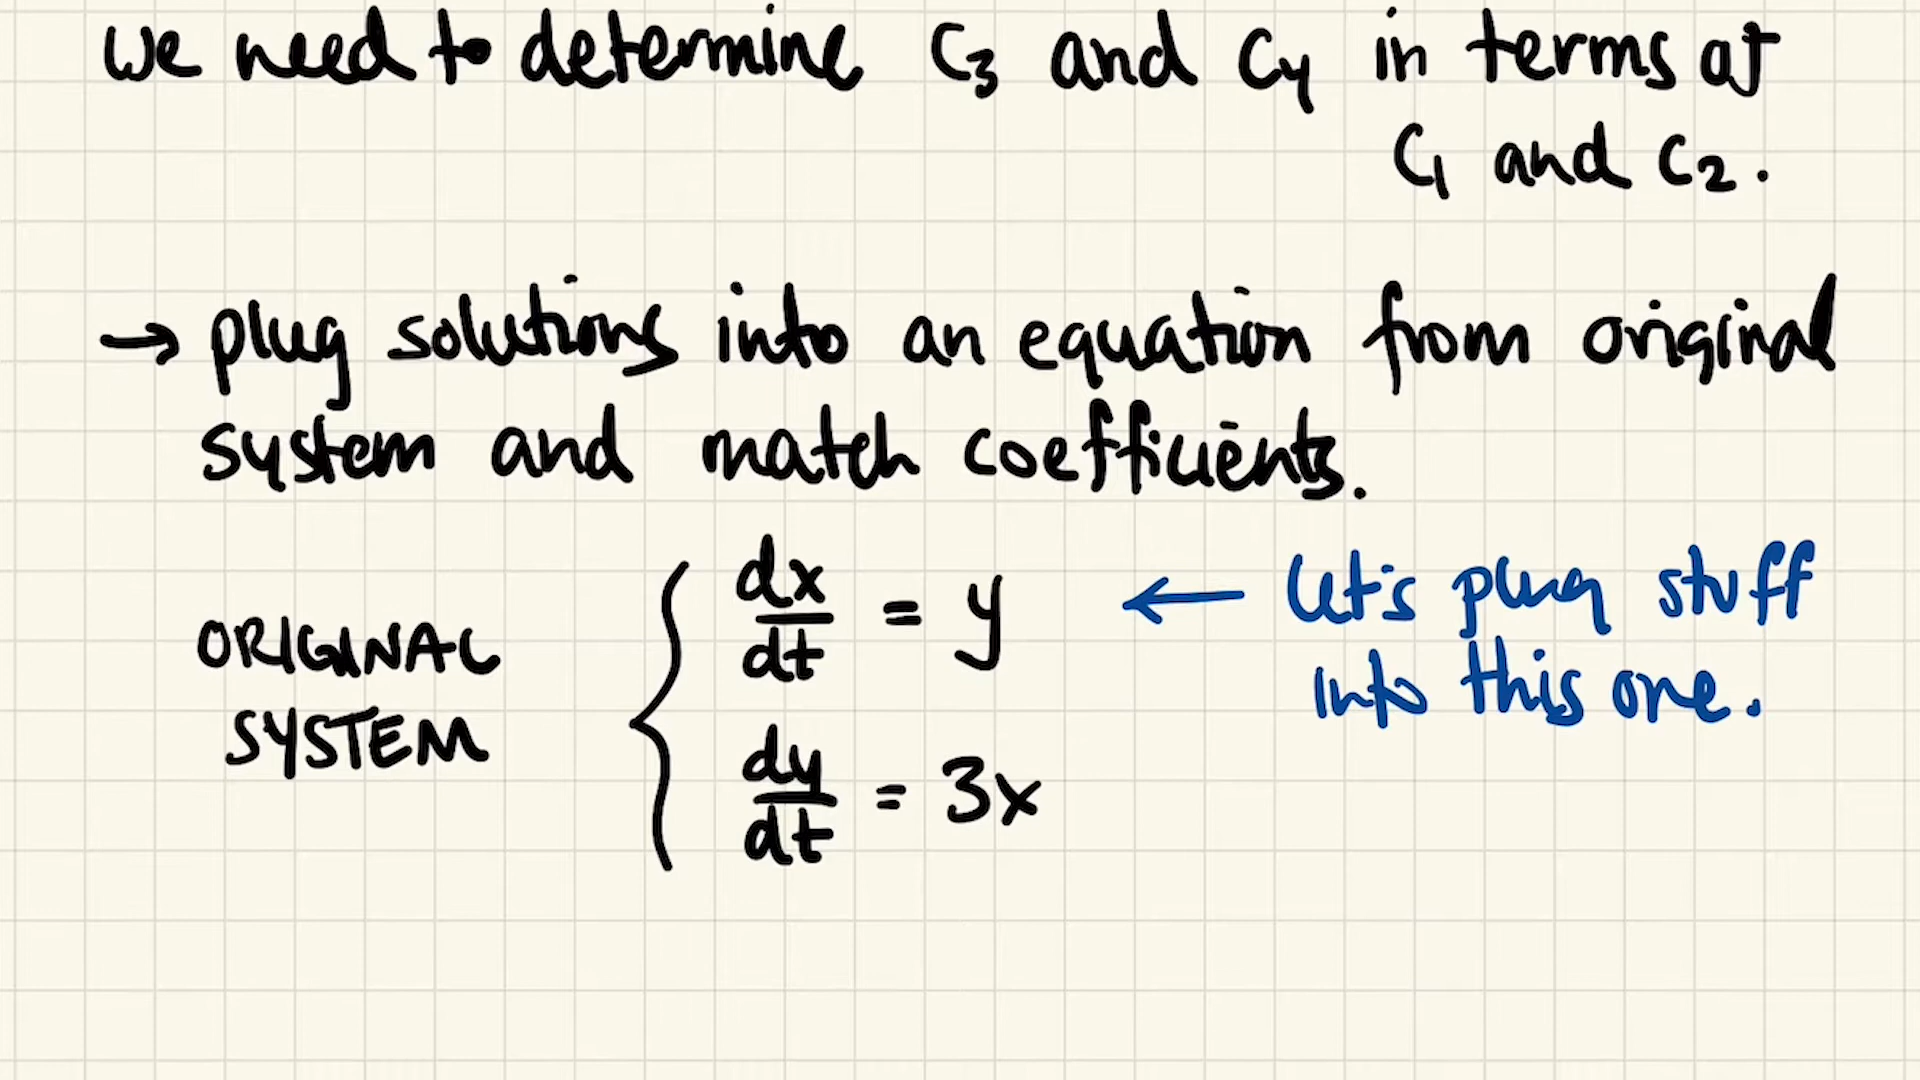 we need to determine C₃ and C₄ in terms of
C₁ and C₂.
→ plug solutions into an equation from original
system and match coefficients.
ORIGINAL
SYSTEM
{ dx/dt = y
dy/dt = 3x
← let's plug stuff
into this one.